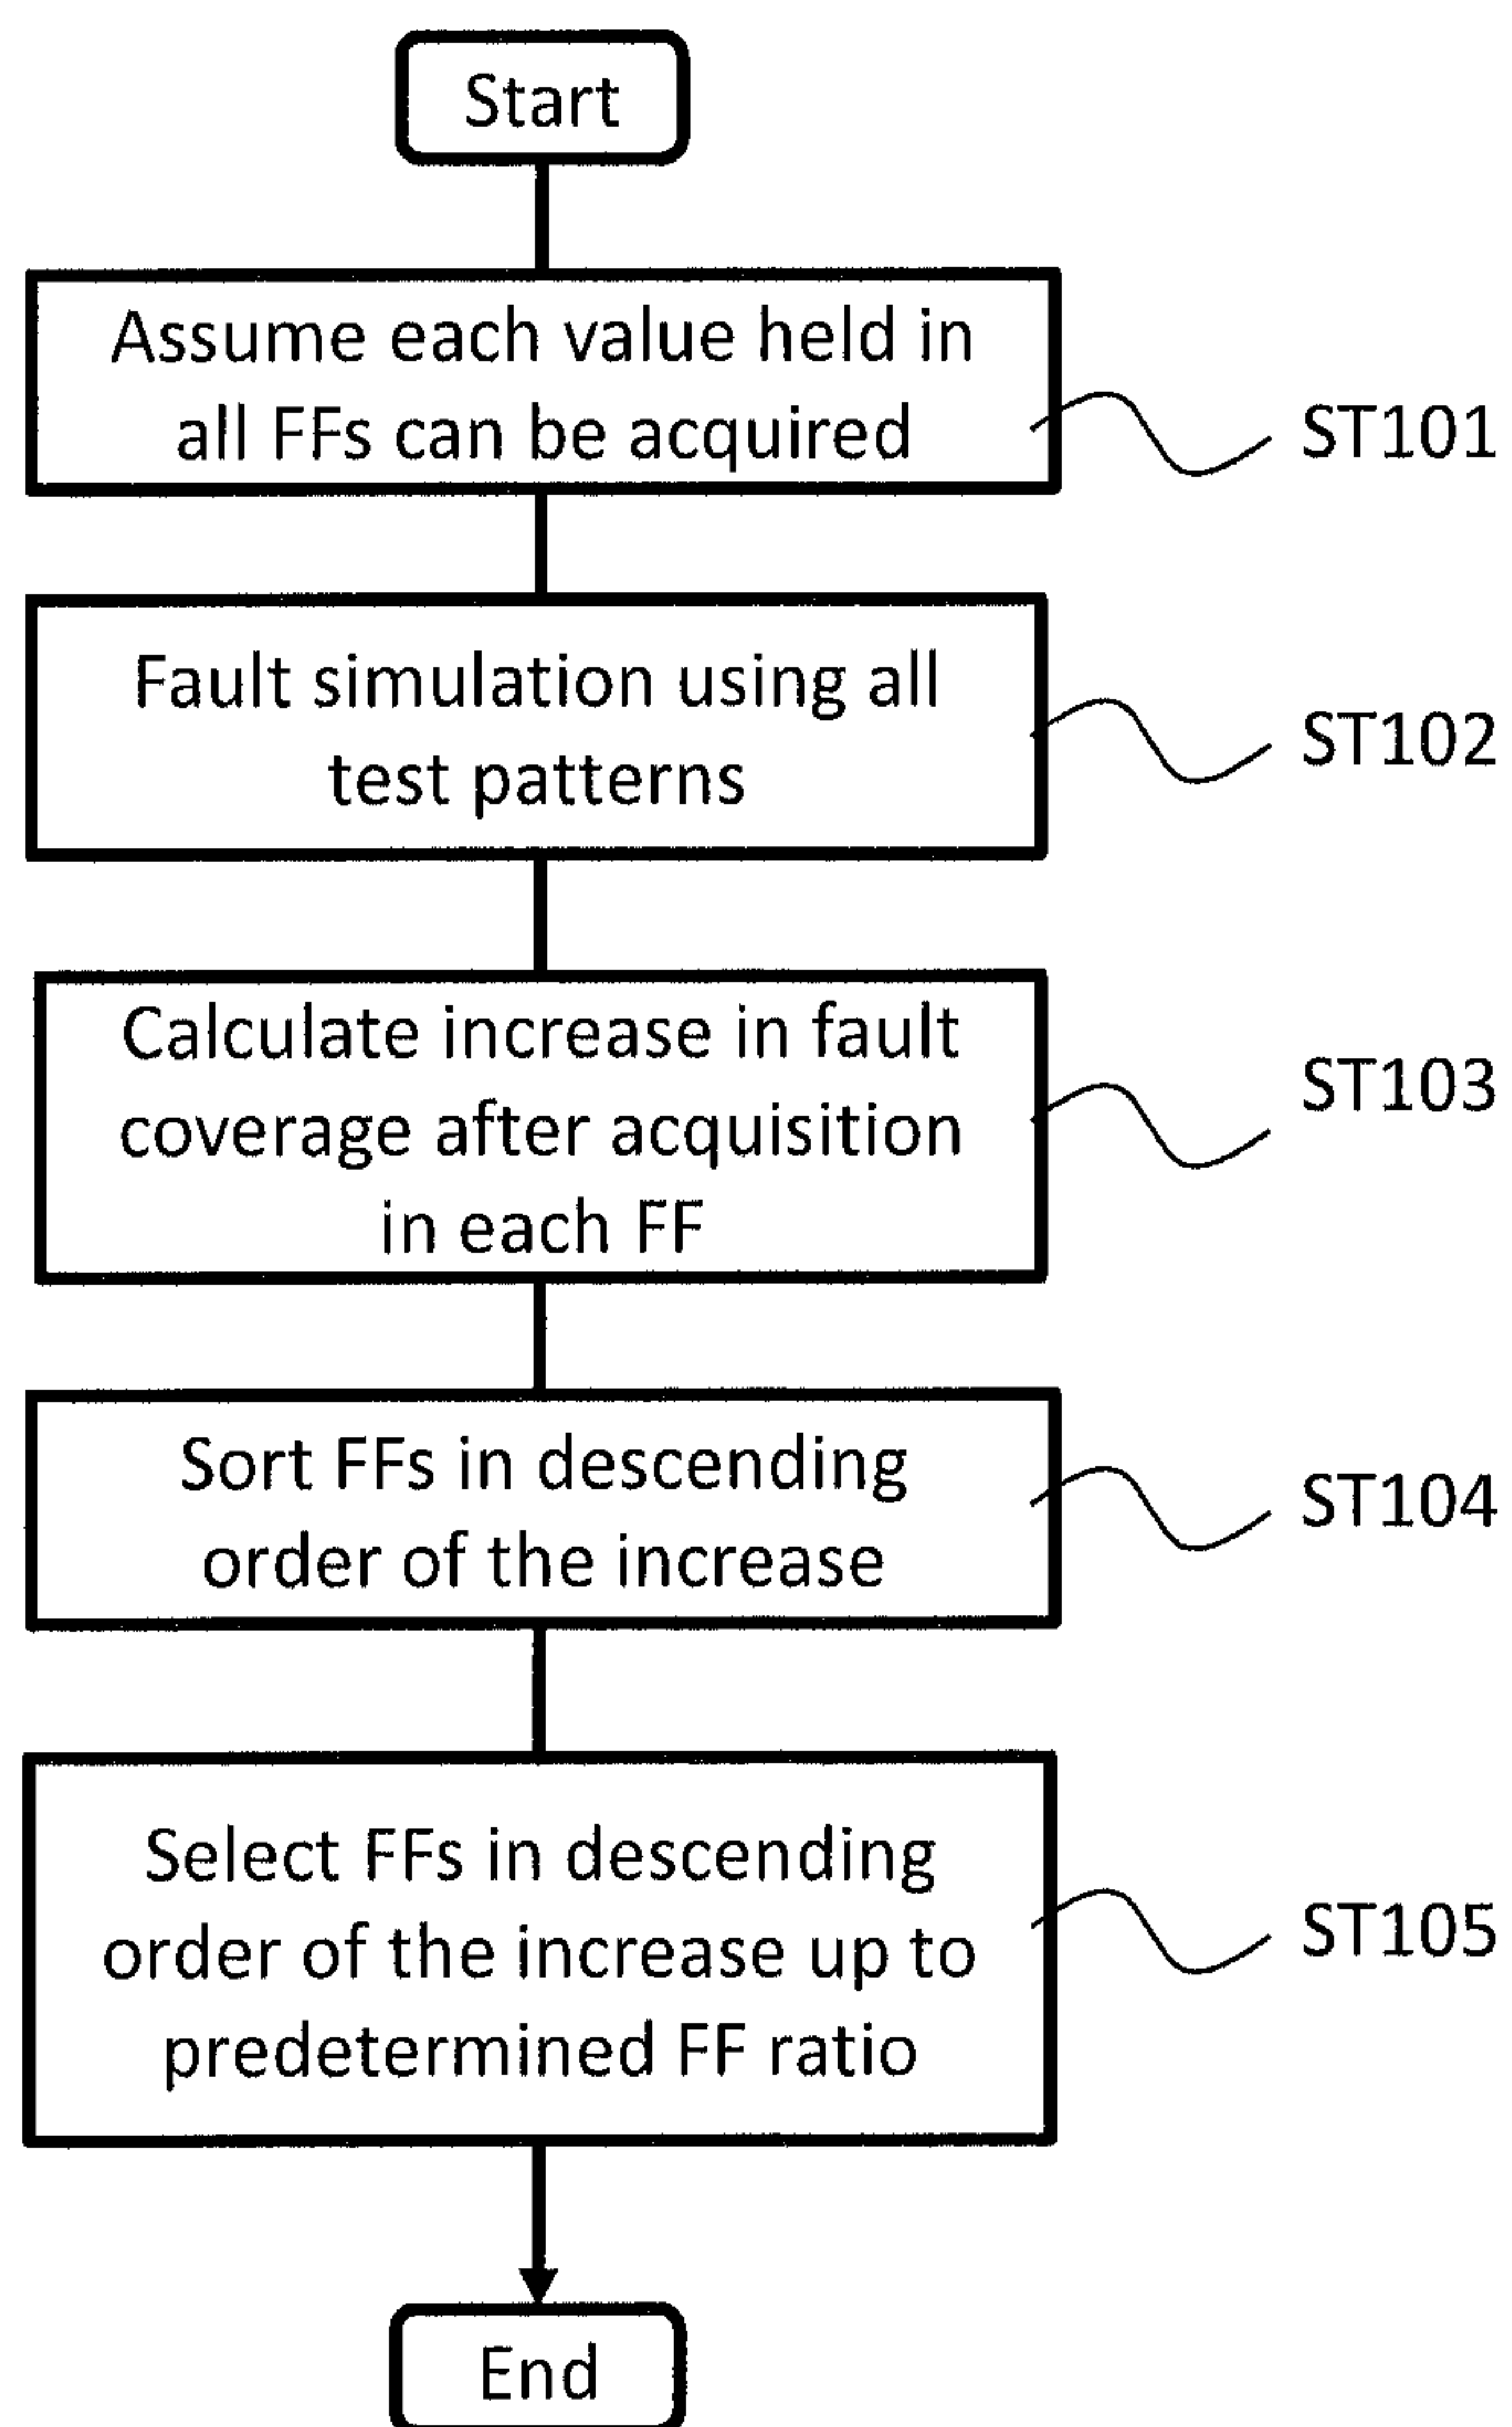 Start
Assume each value held in
all FFs can be acquired
ST101
Fault simulation using all
test patterns
ST102
Calculate increase in fault
coverage after acquisition
in each FF
ST103
Sort FFs in descending
order of the increase
ST104
Select FFs in descending
order of the increase up to
predetermined FF ratio
ST105
End